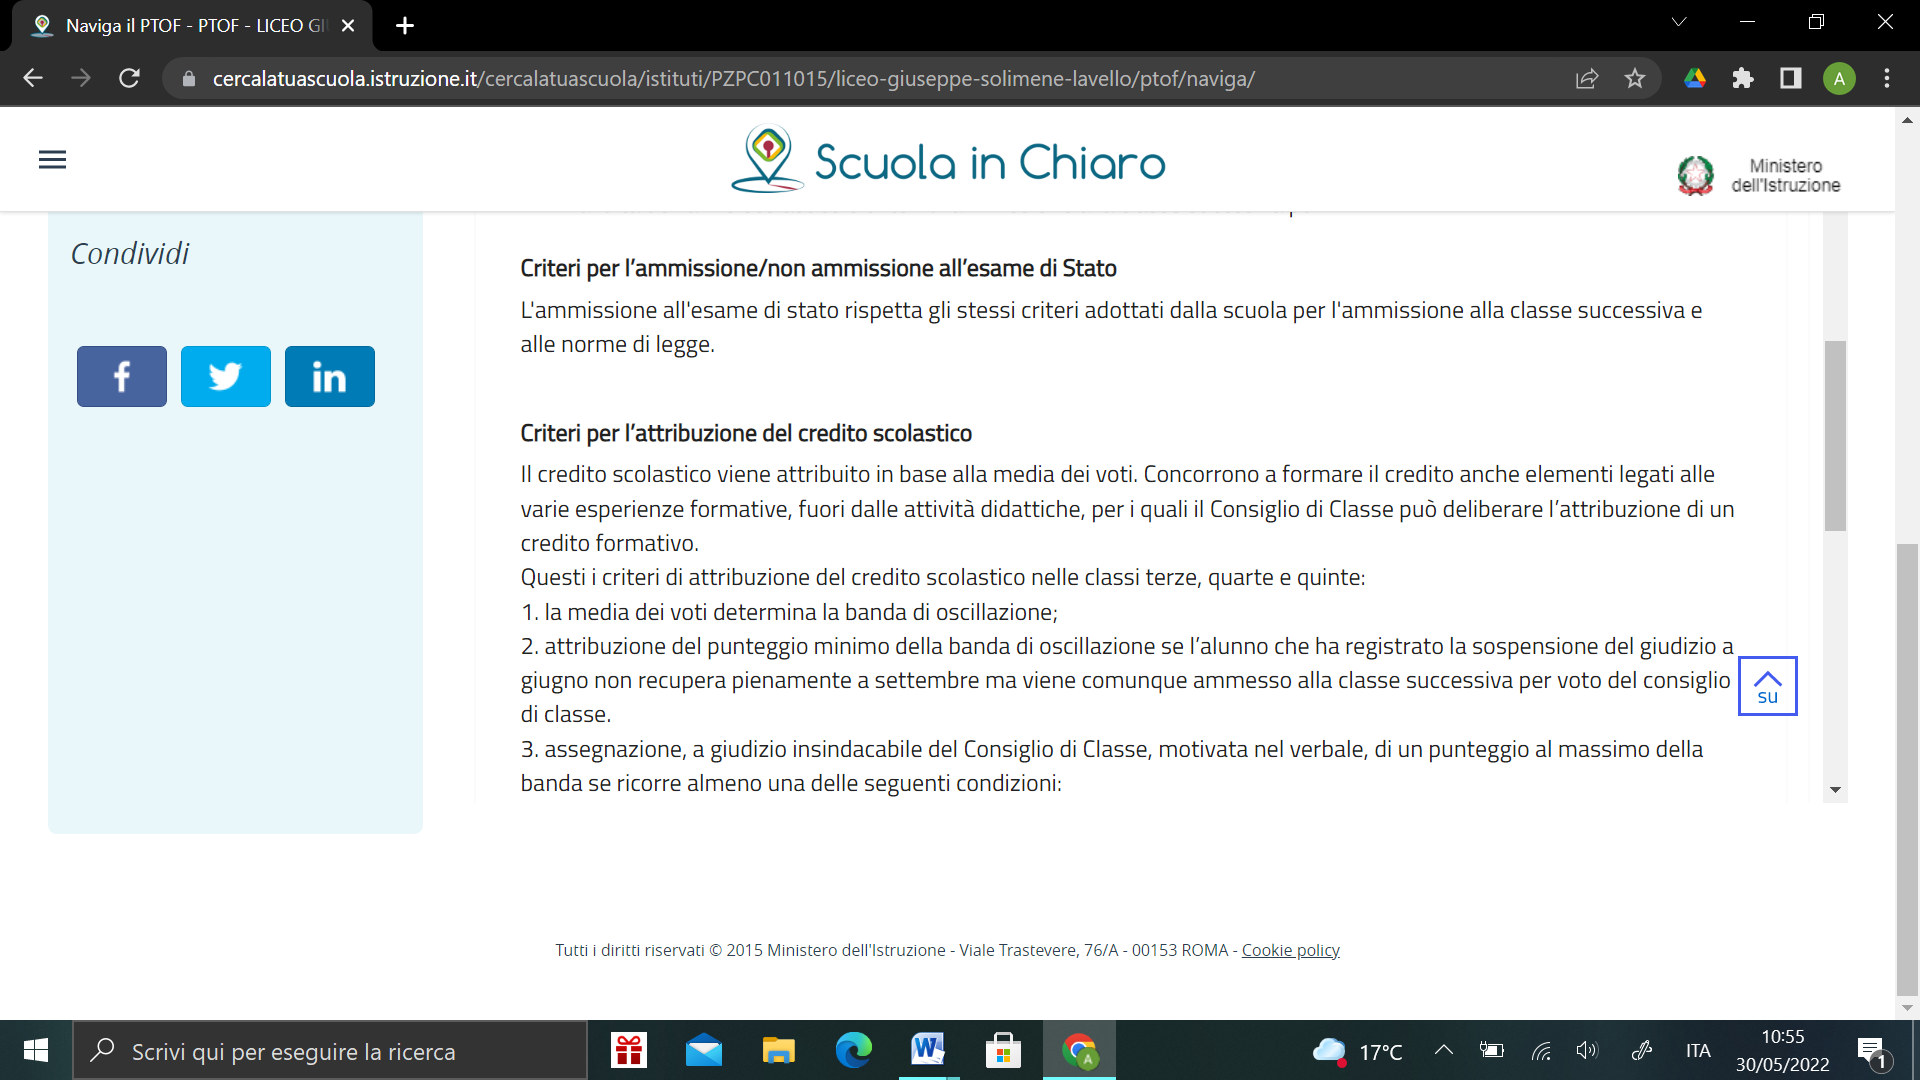 Naviga il PTOF - PTOF - LICEO GI
cercalatuascuola.istruzione.it/cercalatuascuola/istituti/PZPC011015/liceo-giuseppe-solimene-lavello/ptof/naviga/
A
Scuola in Chiaro
Ministero
dell'Istruzione
Condividi
f
in
Criteri per l’ammissione/non ammissione all’esame di Stato
L'ammissione all'esame di stato rispetta gli stessi criteri adottati dalla scuola per l'ammissione alla classe successiva e
alle norme di legge.
Criteri per l’attribuzione del credito scolastico
Il credito scolastico viene attribuito in base alla media dei voti. Concorrono a formare il credito anche elementi legati alle
varie esperienze formative, fuori dalle attività didattiche, per i quali il Consiglio di Classe può deliberare l’attribuzione di un
credito formativo.
Questi i criteri di attribuzione del credito scolastico nelle classi terze, quarte e quinte:
1. la media dei voti determina la banda di oscillazione;
2. attribuzione del punteggio minimo della banda di oscillazione se l’alunno che ha registrato la sospensione del giudizio a
giugno non recupera pienamente a settembre ma viene comunque ammesso alla classe successiva per voto del consiglio
di classe.
3. assegnazione, a giudizio insindacabile del Consiglio di Classe, motivata nel verbale, di un punteggio al massimo della
banda se ricorre almeno una delle seguenti condizioni:
su
Tutti i diritti riservati © 2015 Ministero dell'Istruzione - Viale Trastevere, 76/A - 00153 ROMA - Cookie policy
Scrivi qui per eseguire la ricerca
W
A
17°C
ITA
10:55
30/05/2022
1